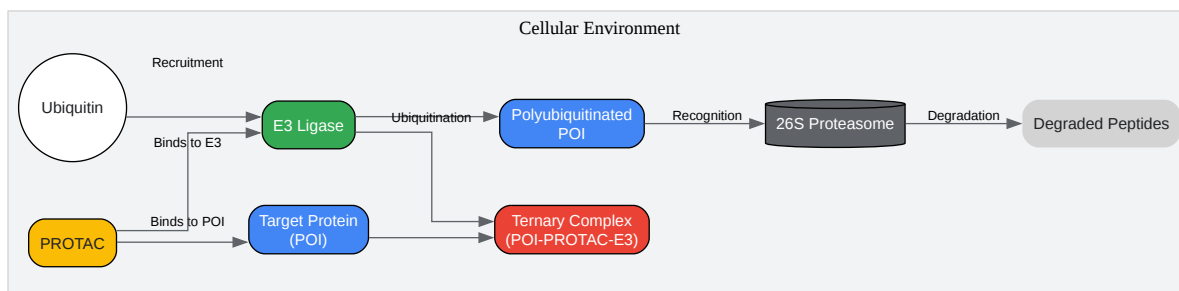 Cellular Environment
Recruitment
Ubiquitin
E3 Ligase
Ubiquitination
Polyubiquitinated
POI
Recognition
26S Proteasome
Degradation
Degraded Peptides
Binds to E3
Binds to POI
PROTAC
Target Protein
(POI)
Ternary Complex
(POI-PROTAC-E3)